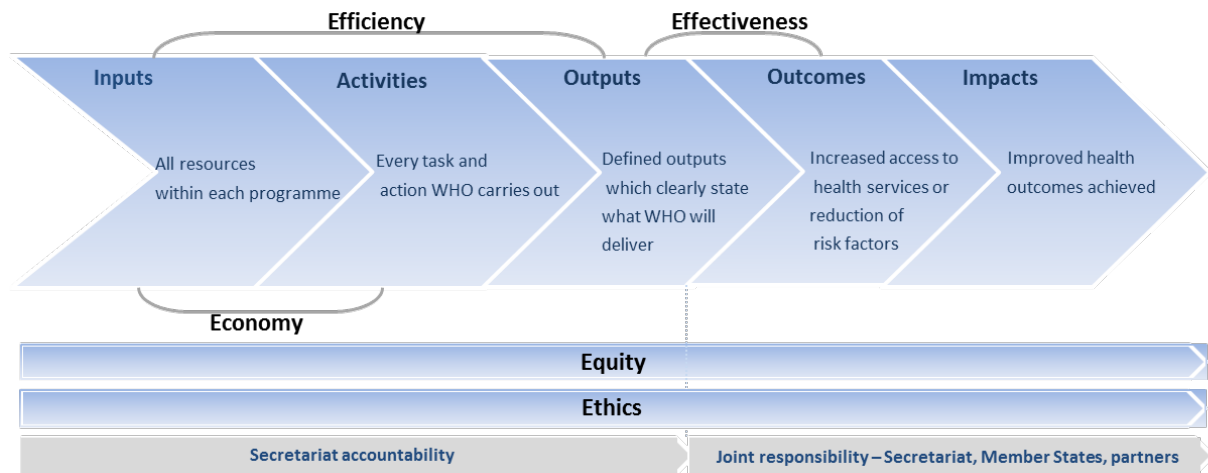 Efficiency
Effectiveness
Inputs
Activities
Outputs
Outcomes
Impacts
All resources
within each programme
Every task and
action WHO carries out
Defined outputs
which clearly state
what WHO will
deliver
Increased access to
health services or
reduction of
risk factors
Improved health
outcomes achieved
Economy
Equity
Ethics
Secretariat accountability
Joint responsibility – Secretariat, Member States, partners